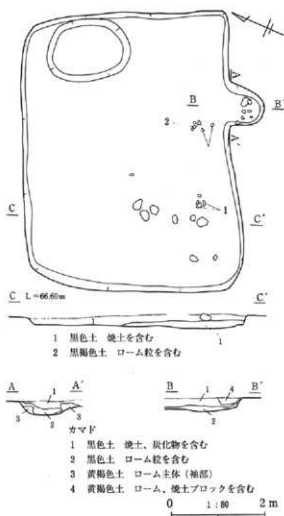 A
B
B'
2
A'
1
C
C'
C L=66.60m C'
1
1 黒色土 焼土を含む
2 黒褐色土 ローム粒を含む
A A' B B'
1
1 4
3 2 3
2
カマド
1 黒色土 焼土、炭化物を含む
2 黒色土 ローム粒を含む
3 黄褐色土 ローム主体(袖部)
4 黄褐色土 ローム、焼土ブロックを含む
0 1:80 2m